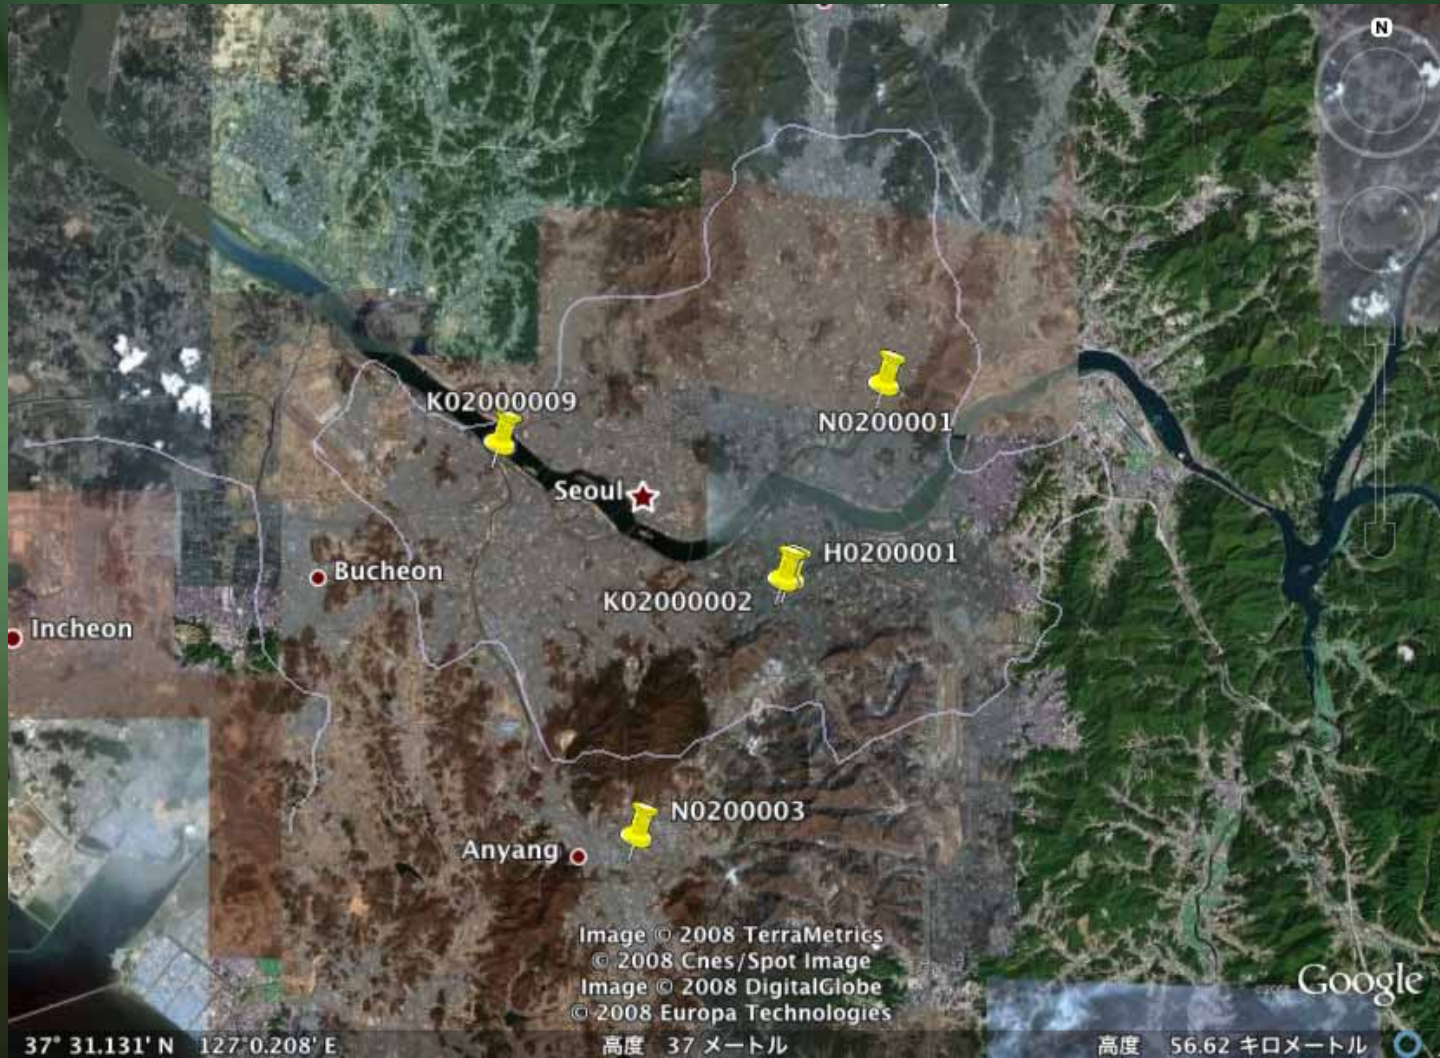 N
K02000009
N0200001
Seoul
H0200001
Bucheon
K02000002
Incheon
N0200003
Anyang
Image © 2008 TerraMetrics
© 2008 Cnes/Spot Image
Image © 2008 DigitalGlobe
© 2008 Europa Technologies
Google
37° 31.131' N 127° 0.208' E 高度 37 メートル 高度 56.62 キロメートル